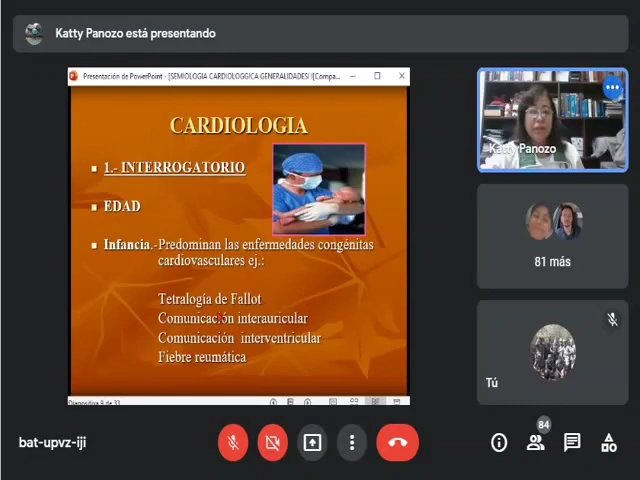 Katty Panozo está presentando
Presentación de PowerPoint - [SEMIOLOGIA CARDIOLOGGICA GENERALIDADESI I[Compa...
CARDIOLOGIA
1.- INTERROGATORIO
EDAD
Infancia.-Predominan las enfermedades congénitas
cardiovasculares ej.:
Tetralogía de Fallot
Comunicación interauricular
Comunicación interventricular
Fiebre reumática
Diapositiva 9 de 33
Katty Panozo
81 más
Tú
bat-upvz-iji
84